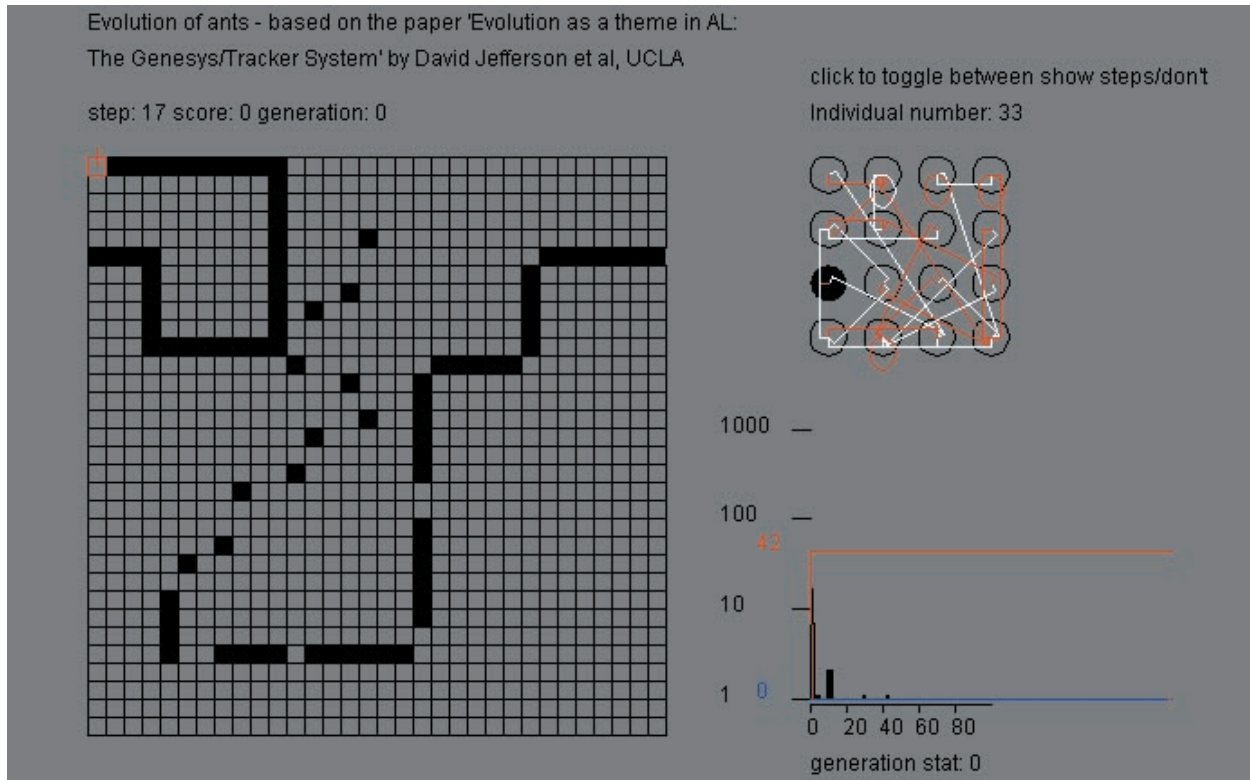 Evolution of ants - based on the paper 'Evolution as a theme in AL:
The Genesys/Tracker System' by David Jefferson et al, UCLA
click to toggle between show steps/don't
step: 17 score: 0 generation: 0
Individual number: 33
1000
100
42
10
1
0
0 20 40 60 80
generation stat: 0